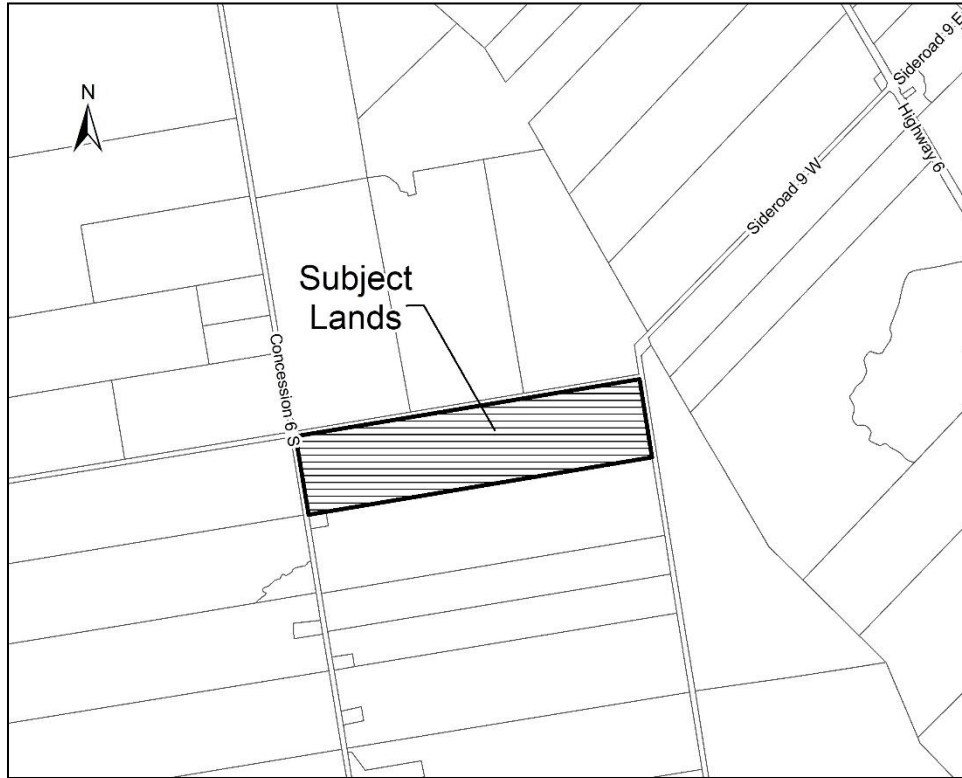 N
Sideroad 9 E
Highway 6
Sideroad 9 W
Subject
Lands
Concession 6 S